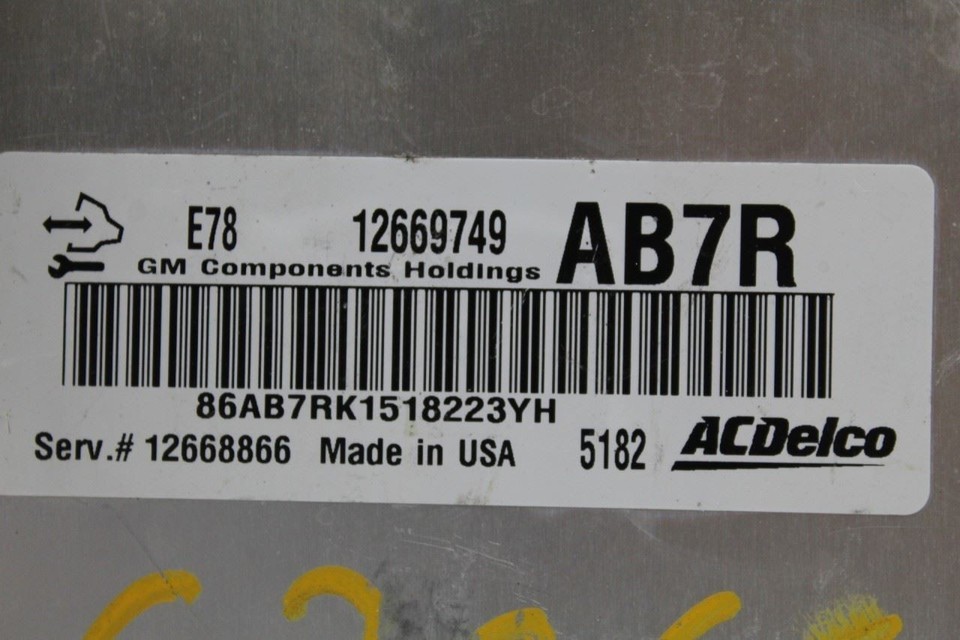 E78 12669749 AB7R
GM Components Holdings
86AB7RK1518223YH
Serv.# 12668866 Made in USA 5182 ACDelco